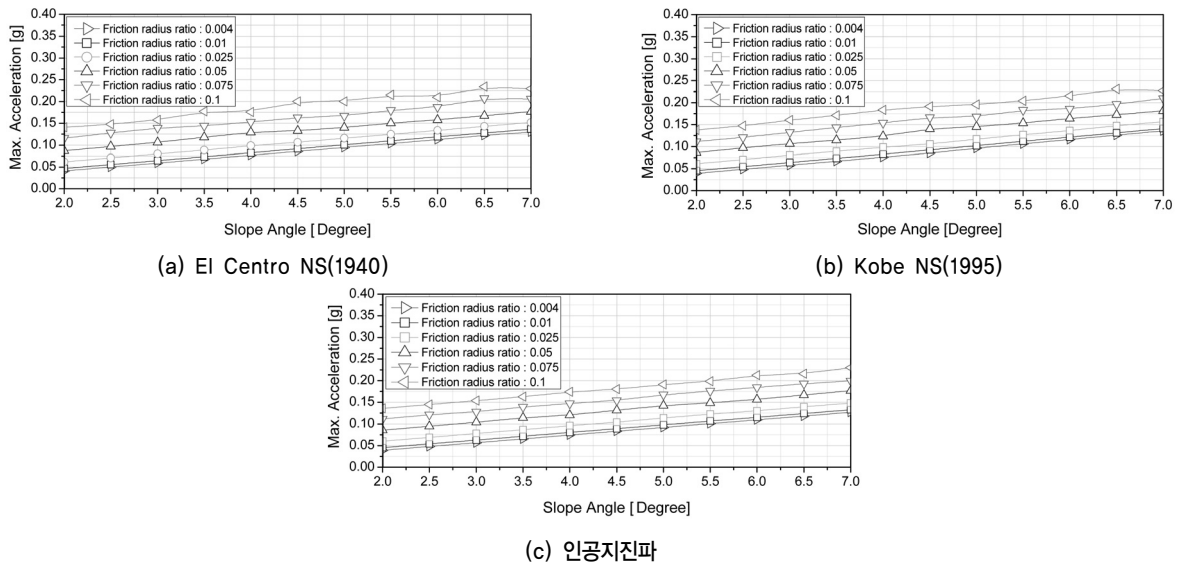 Max. Acceleration [g]
0.40
0.35
0.30
0.25
0.20
0.15
0.10
0.05
0.00
Friction radius ratio : 0.004
Friction radius ratio : 0.01
Friction radius ratio : 0.025
Friction radius ratio : 0.05
Friction radius ratio : 0.075
Friction radius ratio : 0.1
2.0 2.5 3.0 3.5 4.0 4.5 5.0 5.5 6.0 6.5 7.0
Slope Angle [Degree]
(a) El Centro NS(1940)
Max. Acceleration [g]
0.40
0.35
0.30
0.25
0.20
0.15
0.10
0.05
0.00
Friction radius ratio : 0.004
Friction radius ratio : 0.01
Friction radius ratio : 0.025
Friction radius ratio : 0.05
Friction radius ratio : 0.075
Friction radius ratio : 0.1
2.0 2.5 3.0 3.5 4.0 4.5 5.0 5.5 6.0 6.5 7.0
Slope Angle [Degree]
(b) Kobe NS(1995)
Max. Acceleration [g]
0.40
0.35
0.30
0.25
0.20
0.15
0.10
0.05
0.00
Friction radius ratio : 0.004
Friction radius ratio : 0.01
Friction radius ratio : 0.025
Friction radius ratio : 0.05
Friction radius ratio : 0.075
Friction radius ratio : 0.1
2.0 2.5 3.0 3.5 4.0 4.5 5.0 5.5 6.0 6.5 7.0
Slope Angle [Degree]
(c) 인공지진파